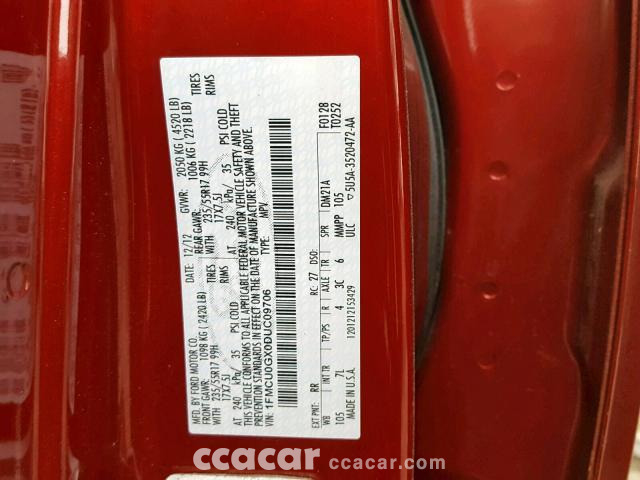 MFD. BY FORD MOTOR CO.
DATE: 12/12 GVWR: 2050 KG ( 4520 LB)
FRONT GAWR: 1098 KG ( 2420 LB) REAR GAWR: 1006 KG ( 2218 LB)
WITH 235/55R17 99H TIRES WITH 235/55R17 99H TIRES
17X7.5J RIMS 17X7.5J RIMS
AT 240 kPa/ 35 PSI COLD AT 240 kPa/ 35 PSI COLD
THIS VEHICLE CONFORMS TO ALL APPLICABLE FEDERAL MOTOR VEHICLE SAFETY AND THEFT
PREVENTION STANDARDS IN EFFECT ON THE DATE OF MANUFACTURE SHOWN ABOVE.
VIN: 1FMCU0GX0DUC09706 TYPE: MPV
F0128
T0252
EXT PNT: RR RC: 27 DSO:
WB INT TR TP/PS R AXLE TR SPR DM21A
105 7L 4 3C 6 MMPP 105
MADE IN U.S.A. 1201212153429 ULC ▽5U5A-3520472-AA
ccacar ccacar.com